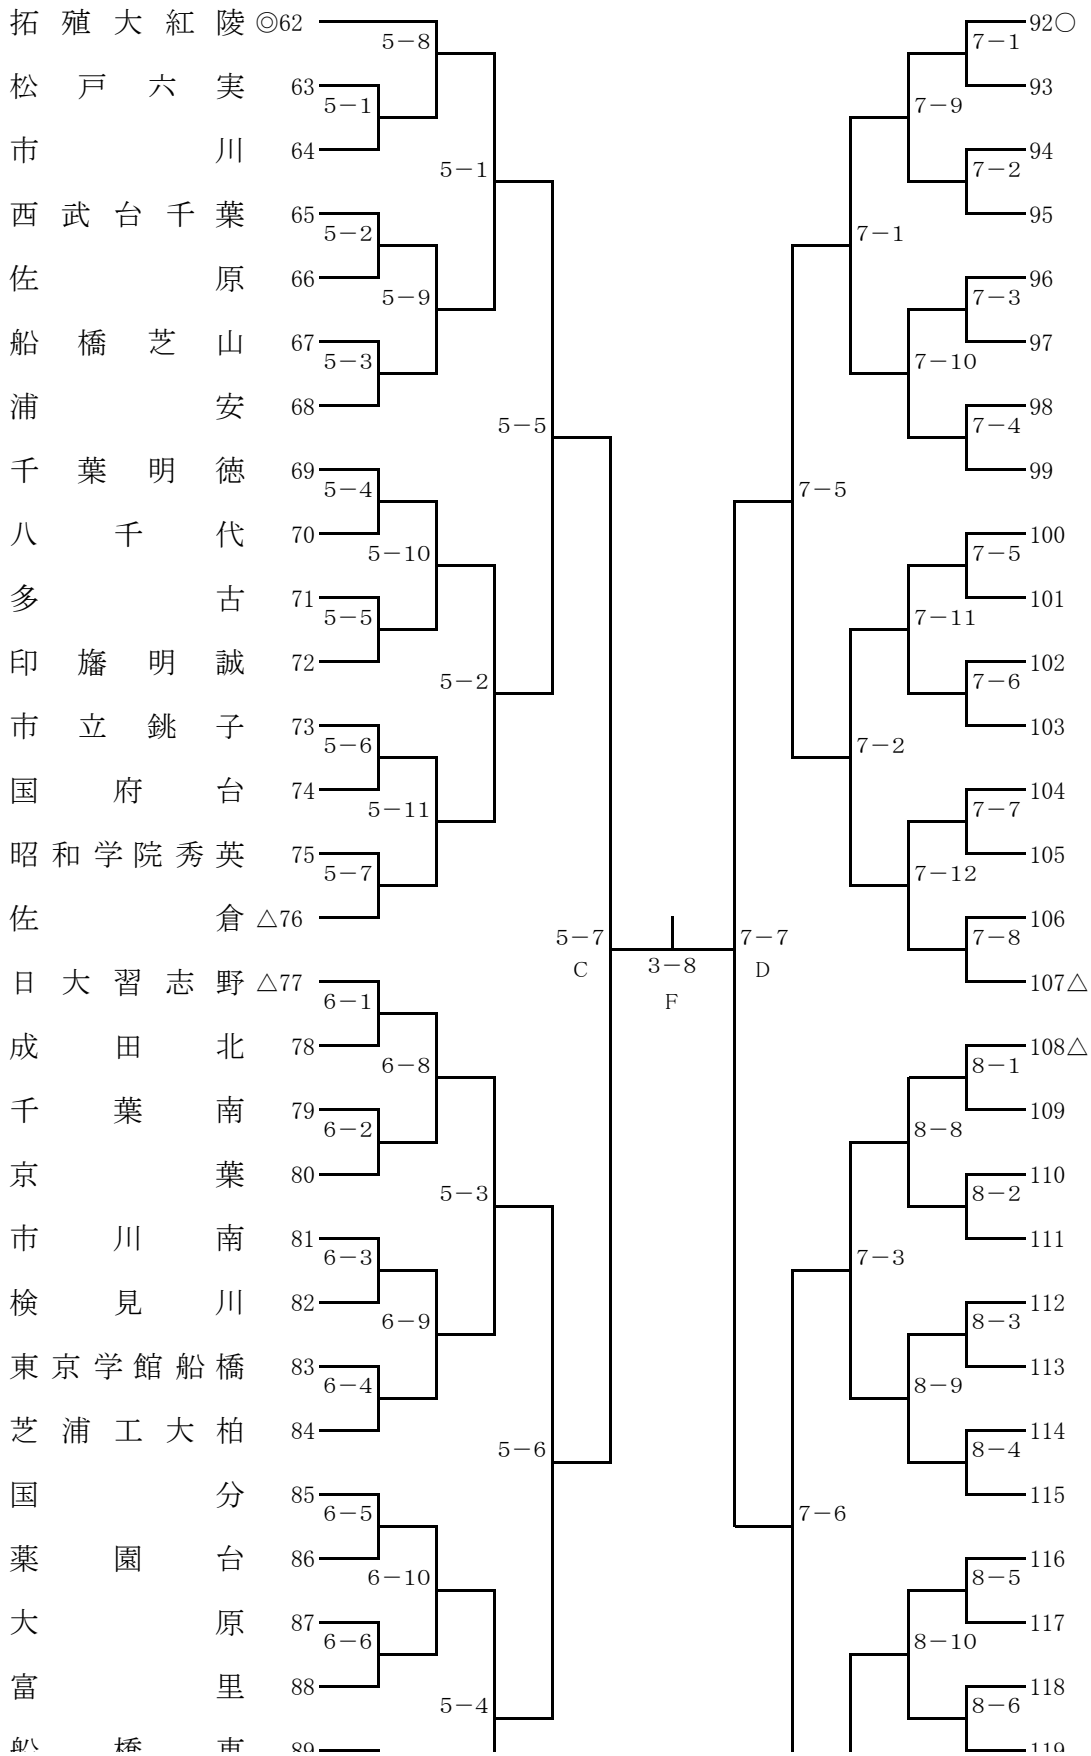 拓殖大紅陵 ◎62
92○
5-8
7-1
松戸六実 63
93
5-1
7-9
市川 64
94
5-1
7-2
西武台千葉 65
95
5-2
7-1
佐原 66
96
5-9
7-3
船橋芝山 67
97
5-3
7-10
浦安 68
98
5-5
7-4
千葉明徳 69
99
5-4
7-5
八千代 70
100
5-10
7-5
多古 71
101
5-5
7-11
印旛明誠 72
102
5-2
7-6
市立銚子 73
103
5-6
7-2
国府台 74
104
5-11
7-7
昭和学院秀英 75
105
5-7
7-12
佐倉 △76
106
5-7
7-7
7-8
C
3-8
D
日大習志野 △77
107△
6-1
F
成田北 78
108△
6-8
8-1
千葉南 79
109
6-2
8-8
京葉 80
110
5-3
8-2
市川南 81
111
6-3
7-3
検見川 82
112
6-9
8-3
東京学館船橋 83
113
6-4
8-9
芝浦工大柏 84
114
5-6
8-4
国分 85
115
6-5
7-6
薬園台 86
116
6-10
8-5
大原 87
117
6-6
8-10
富里 88
118
5-4
8-6
船橋東 89
119